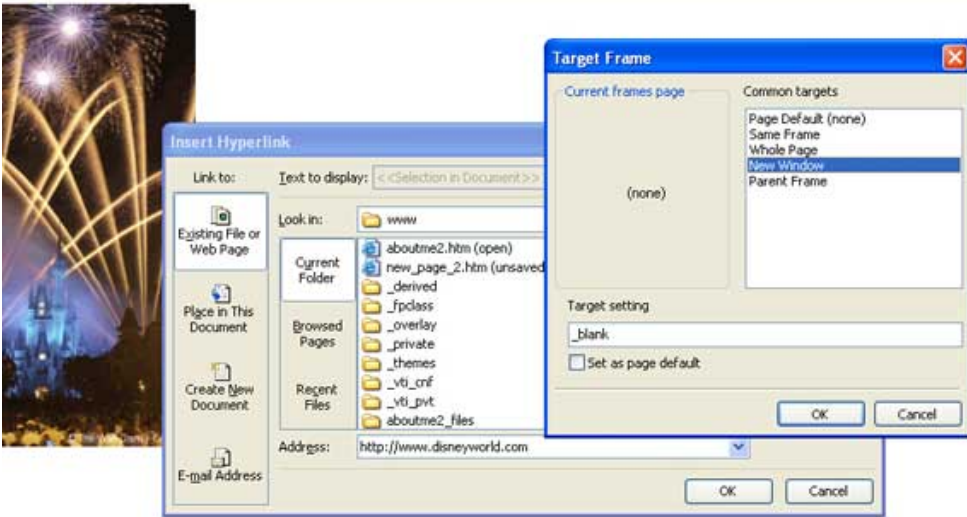 Target Frame
Current frames page
(none)
Common targets
Page Default (none)
Same Frame
Whole Page
New Window
Parent Frame
Target setting
_blank
Set as page default
OK
Cancel
Insert Hyperlink
Link to:
Existing File or
Web Page
Place in This
Document
Create New
Document
E-mail Address
Text to display: <<Selection in Document>>
Look in:
www
Current
Folder
Browsed
Pages
Recent
Files
aboutme2.htm (open)
new_page_2.htm (unsaved
_derived
_fpclass
_overlay
_private
_themes
_vti_cnf
_vti_pvt
aboutme2_files
Address: http://www.disneyworld.com
OK
Cancel